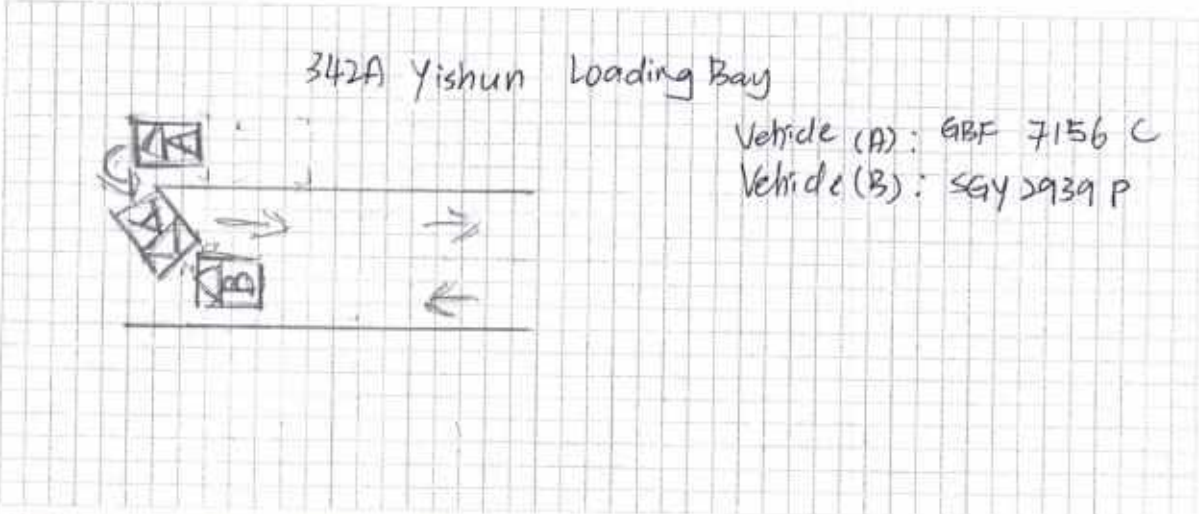 342A Yishun Loading Bay
Vehicle (A): GBF 7156 C
Vehicle (B): SGY 2939 P
A
A
B